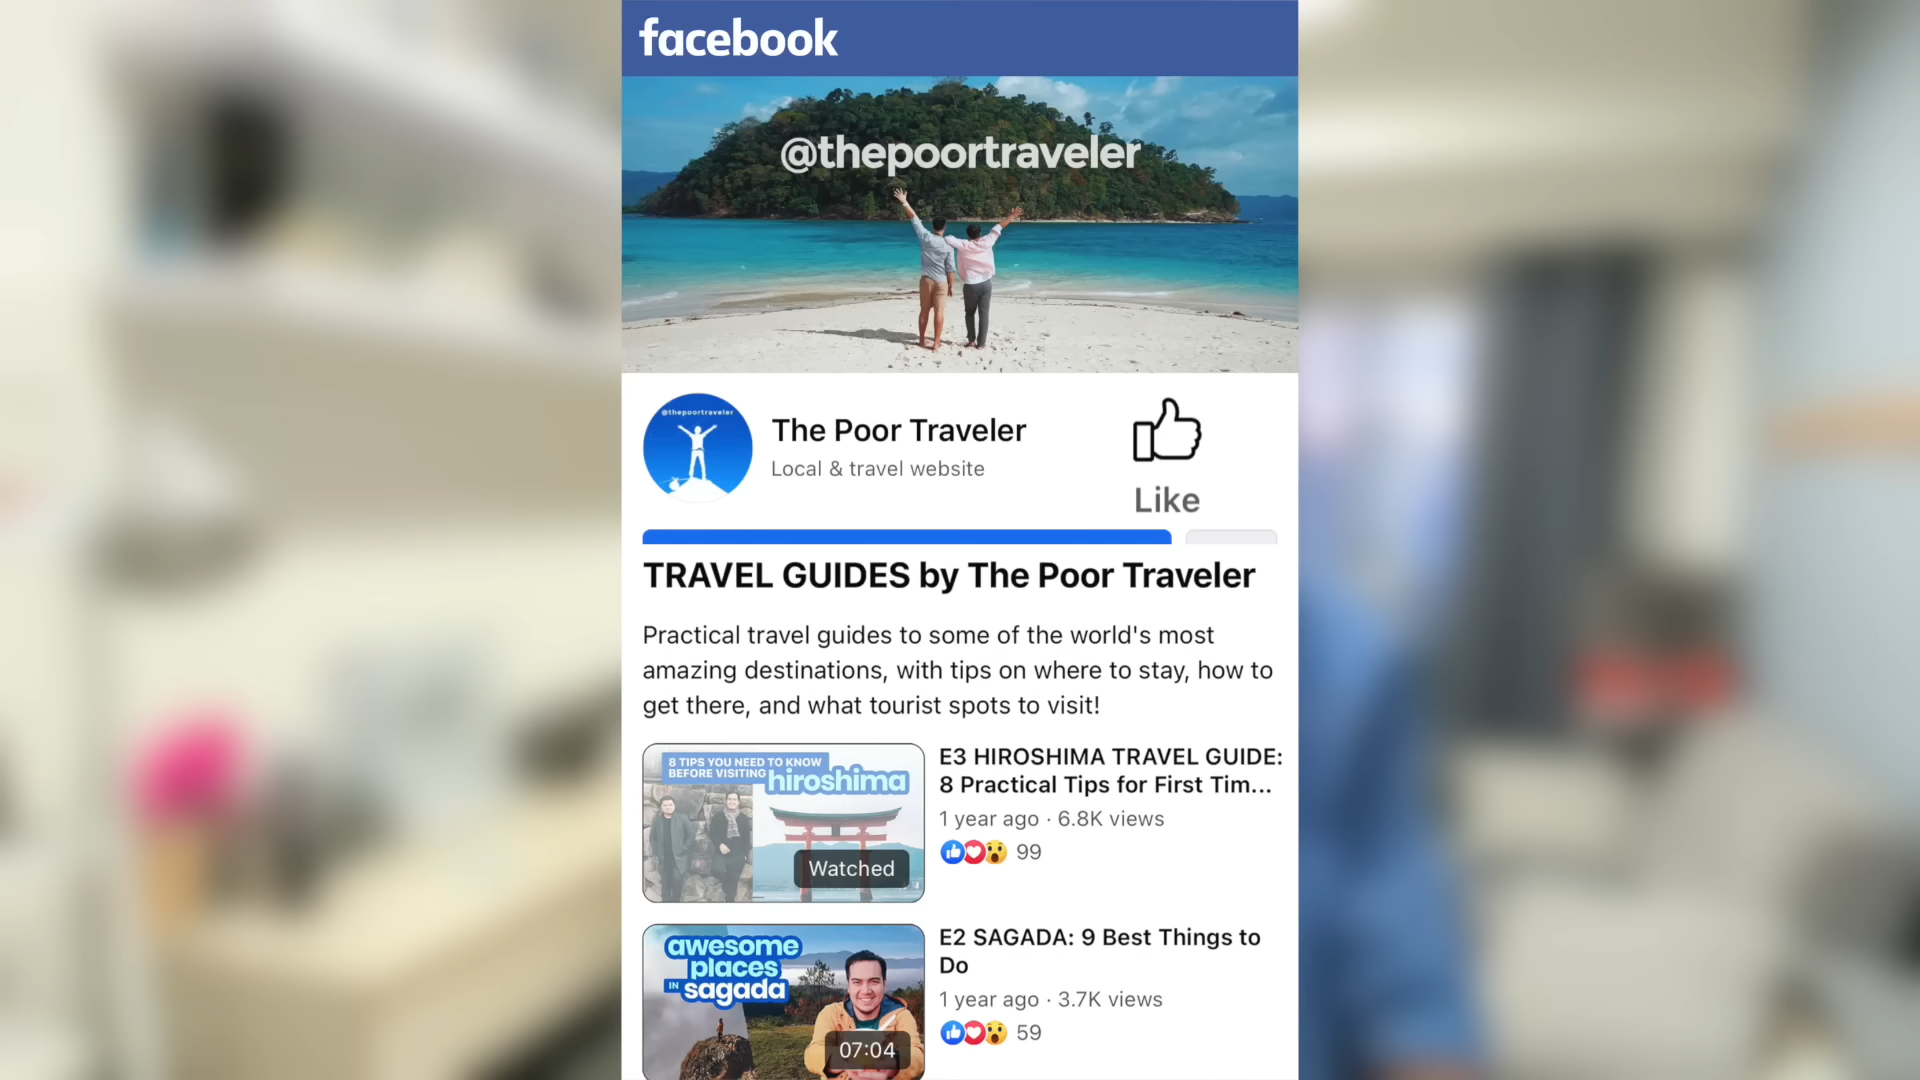 facebook
@thepoortraveler
@thepoortraveler
The Poor Traveler
Local & travel website
Like
TRAVEL GUIDES by The Poor Traveler
Practical travel guides to some of the world's most
amazing destinations, with tips on where to stay, how to
get there, and what tourist spots to visit!
8 TIPS YOU NEED TO KNOW
BEFORE VISITING
hiroshima
Watched
E3 HIROSHIMA TRAVEL GUIDE:
8 Practical Tips for First Tim...
1 year ago · 6.8K views
99
awesome
places
IN sagada
07:04
E2 SAGADA: 9 Best Things to
Do
1 year ago · 3.7K views
59